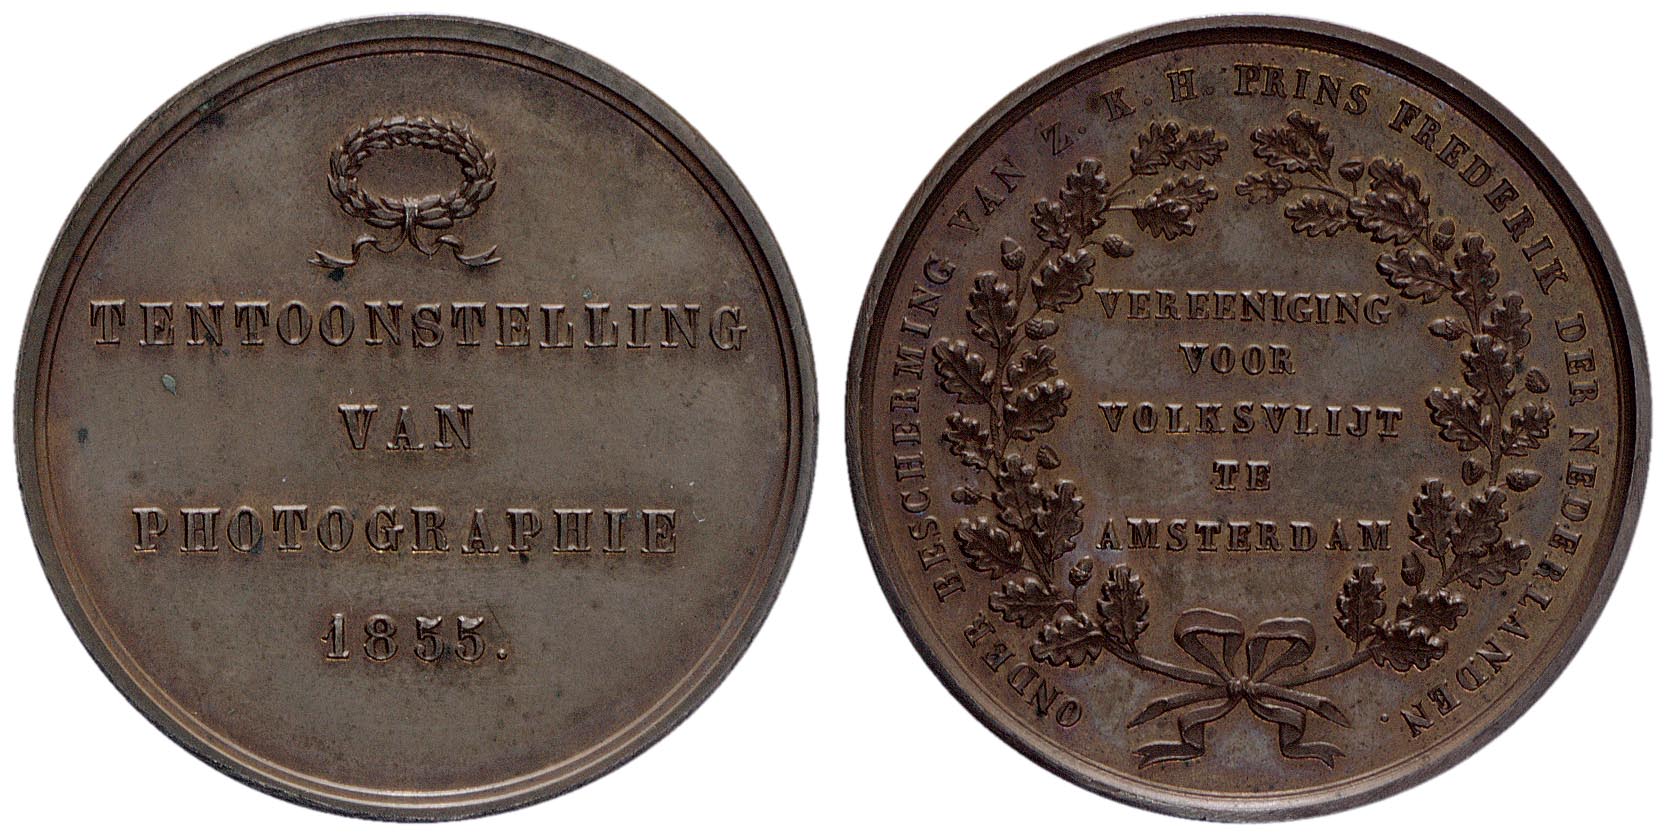 TENTOONSTELLING
VAN
PHOTOGRAPHIE
1855.
ONDER BESCHERMING VAN Z. K. H. PRINS FREDERIK DER NEDERLANDEN.
VEREENIGING
VOOR
VOLKSVLIJT
TE
AMSTERDAM